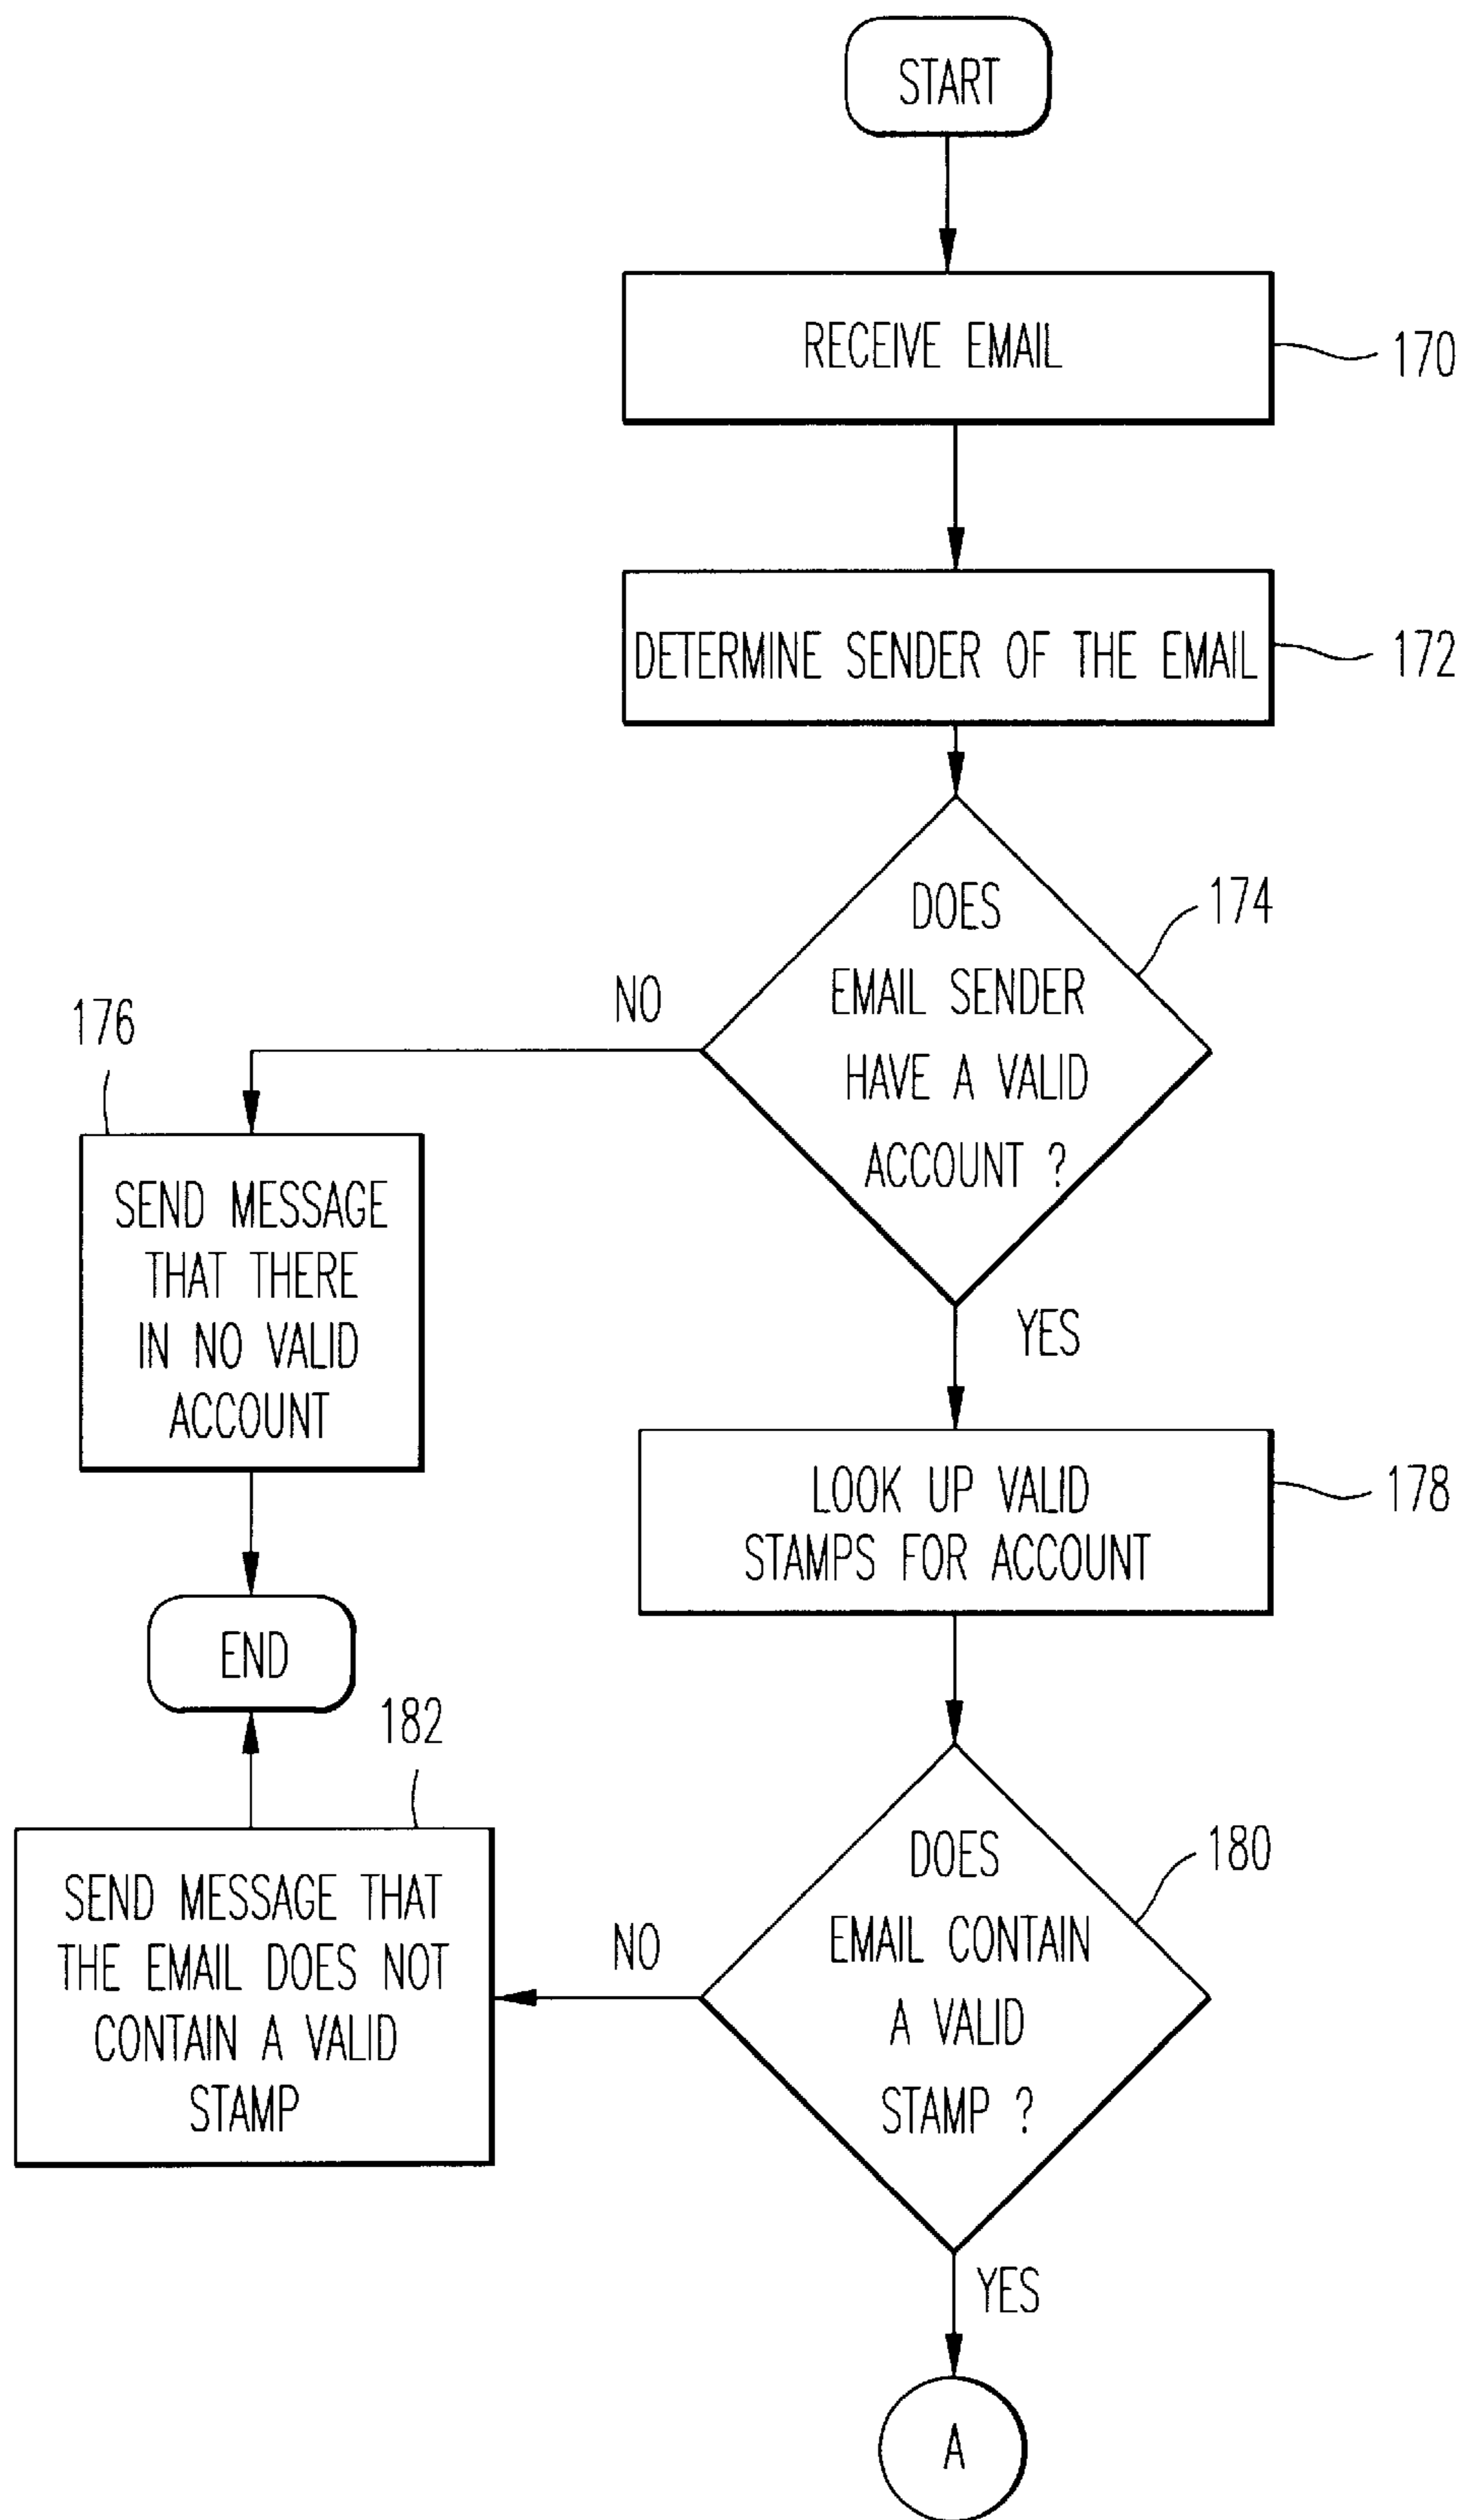 START
RECEIVE EMAIL
170
DETERMINE SENDER OF THE EMAIL
172
DOES
EMAIL SENDER
HAVE A VALID
ACCOUNT ?
174
NO
176
SEND MESSAGE
THAT THERE
IN NO VALID
ACCOUNT
YES
LOOK UP VALID
STAMPS FOR ACCOUNT
178
END
182
DOES
EMAIL CONTAIN
A VALID
STAMP ?
180
NO
SEND MESSAGE THAT
THE EMAIL DOES NOT
CONTAIN A VALID
STAMP
YES
A